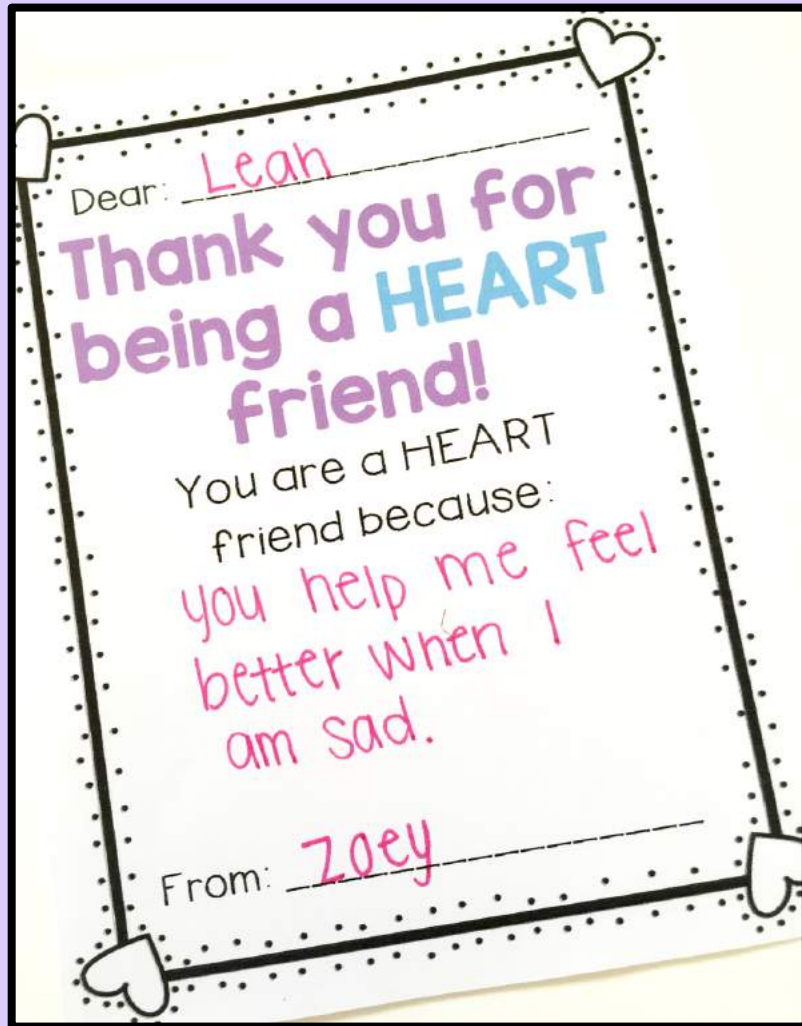 Dear: Leah
Thank you for
being a HEART
friend!
You are a HEART
friend because:
you help me feel
better when I
am sad.
From: Zoey